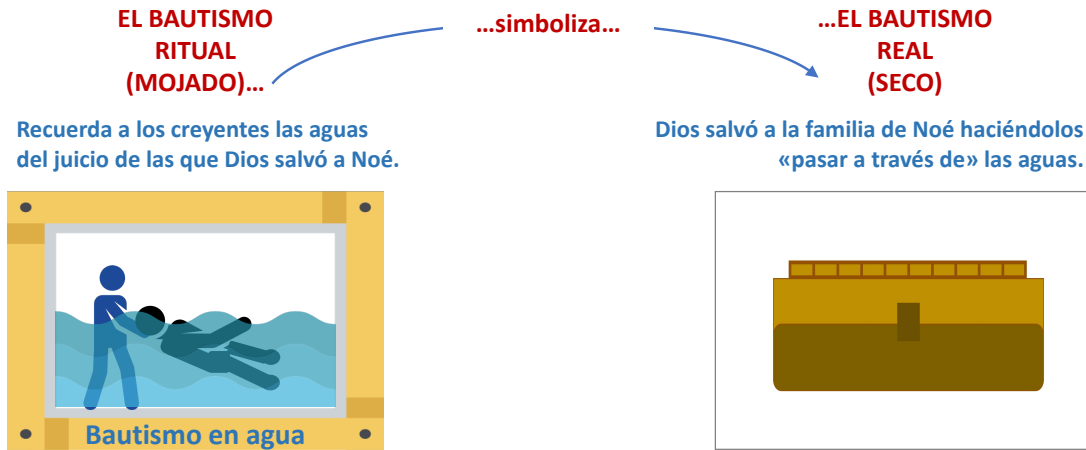 EL BAUTISMO
RITUAL
(MOJADO)...
...simboliza...
...EL BAUTISMO
REAL
(SECO)
Recuerda a los creyentes las aguas
del juicio de las que Dios salvó a Noé.
Dios salvó a la familia de Noé haciéndolos
«pasar a través de» las aguas.
Bautismo en agua